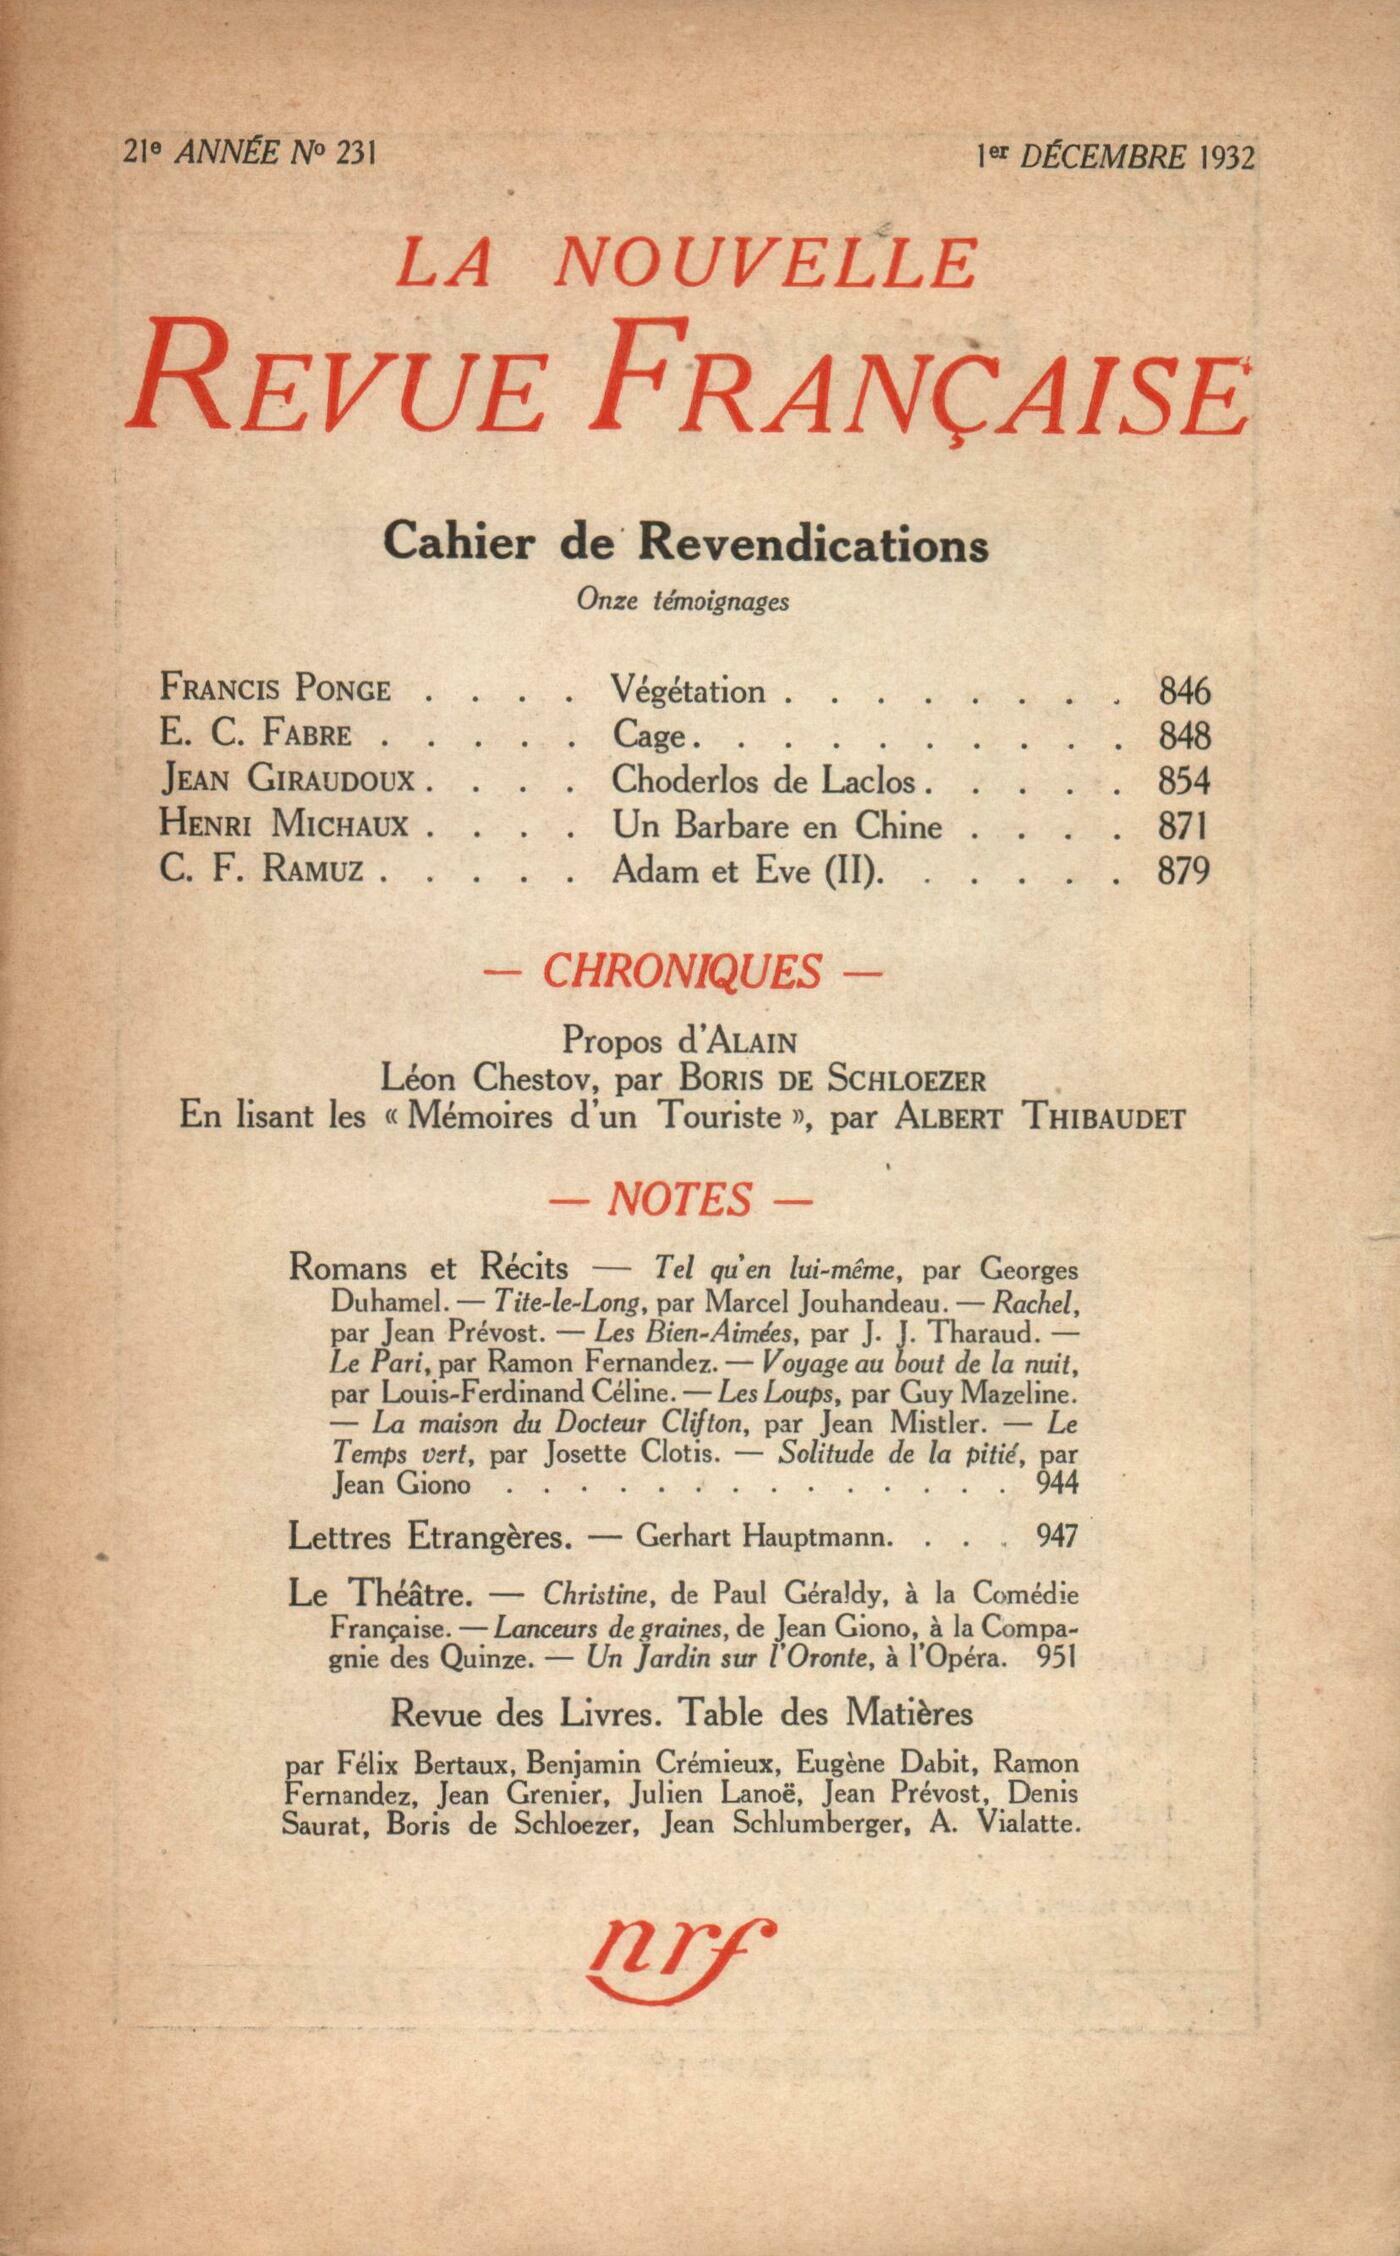 21e ANNÉE No 231
1er DÉCEMBRE 1932
LA NOUVELLE
REVUE FRANÇAISE
Cahier de Revendications
Onze témoignages
FRANCIS PONGE . . . . Végétation . . . . . . . . 846
E. C. FABRE . . . . . Cage. . . . . . . . . . 848
JEAN GIRAUDOUX . . . . Choderlos de Laclos . . . . . 854
HENRI MICHAUX . . . . Un Barbare en Chine . . . . 871
C. F. RAMUZ . . . . . Adam et Eve (II). . . . . . 879
— CHRONIQUES —
Propos d'ALAIN
Léon Chestov, par BORIS DE SCHLOEZER
En lisant les « Mémoires d'un Touriste », par ALBERT THIBAUDET
— NOTES —
Romans et Récits — Tel qu'en lui-même, par Georges
Duhamel. — Tite-le-Long, par Marcel Jouhandeau. — Rachel,
par Jean Prévost. — Les Bien-Aimées, par J. J. Tharaud. —
Le Pari, par Ramon Fernandez. — Voyage au bout de la nuit,
par Louis-Ferdinand Céline. — Les Loups, par Guy Mazeline.
— La maison du Docteur Clifton, par Jean Mistler. — Le
Temps vert, par Josette Clotis. — Solitude de la pitié, par
Jean Giono . . . . . . . . . . . . . . 944
Lettres Etrangères. — Gerhart Hauptmann. . . . 947
Le Théâtre. — Christine, de Paul Géraldy, à la Comédie
Française. — Lanceurs de graines, de Jean Giono, à la Compa-
gnie des Quinze. — Un Jardin sur l'Oronte, à l'Opéra. 951
Revue des Livres. Table des Matières
par Félix Bertaux, Benjamin Crémieux, Eugène Dabit, Ramon
Fernandez, Jean Grenier, Julien Lanoë, Jean Prévost, Denis
Saurat, Boris de Schloezer, Jean Schlumberger, A. Vialatte.
nrf